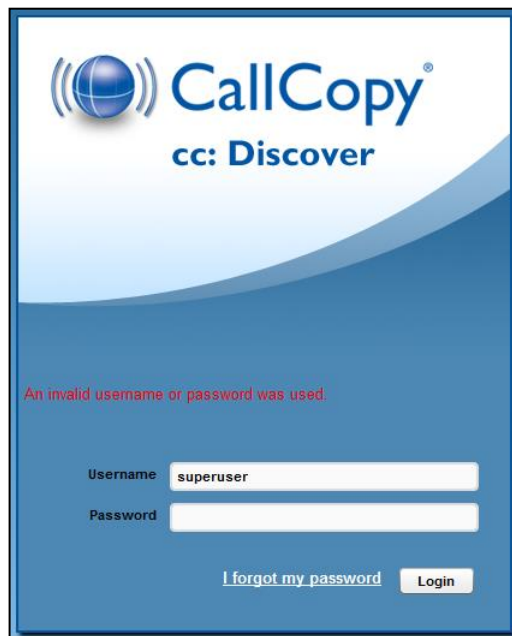 CallCopy®
cc: Discover
An invalid username or password was used.
Username superuser
Password
I forgot my password Login